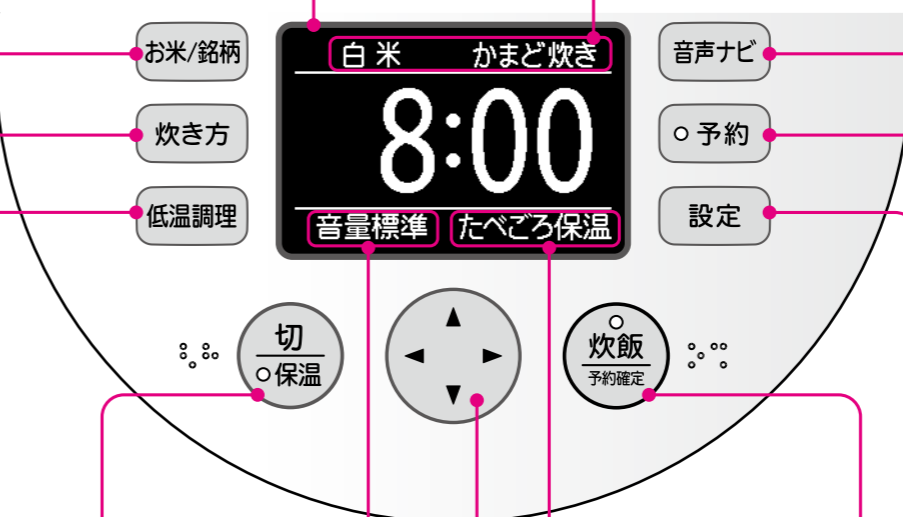 お米/銘柄
炊き方
低温調理
白米 かまど炊き
8:00
音量標準 たべごろ保温
音声ナビ
予約
設定
切
保温
炊飯
予約確定